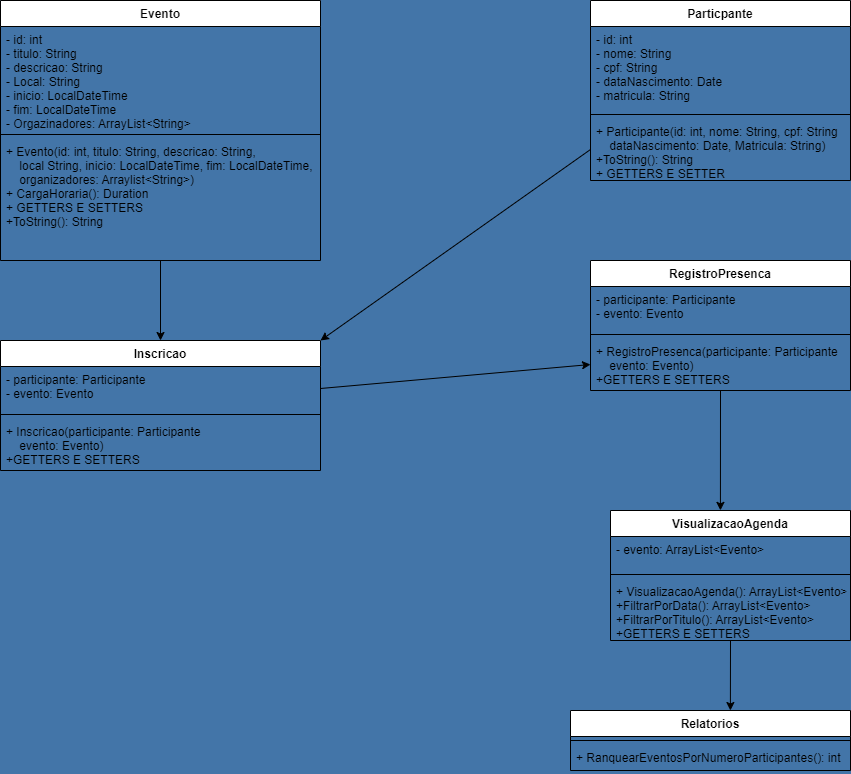 Evento
- id: int
- titulo: String
- descricao: String
- Local: String
- inicio: LocalDateTime
- fim: LocalDateTime
- Orgazinadores: ArrayList<String>
+ Evento(id: int, titulo: String, descricao: String,
local String, inicio: LocalDateTime, fim: LocalDateTime,
organizadores: Arraylist<String>)
+ CargaHoraria(): Duration
+ GETTERS E SETTERS
+ToString(): String
Particpante
- id: int
- nome: String
- cpf: String
- dataNascimento: Date
- matricula: String
+ Participante(id: int, nome: String, cpf: String
dataNascimento: Date, Matricula: String)
+ToString(): String
+ GETTERS E SETTER
RegistroPresenca
- participante: Participante
- evento: Evento
+ RegistroPresenca(participante: Participante
evento: Evento)
+GETTERS E SETTERS
Inscricao
- participante: Participante
- evento: Evento
+ Inscricao(participante: Participante
evento: Evento)
+GETTERS E SETTERS
VisualizacaoAgenda
- evento: ArrayList<Evento>
+ VisualizacaoAgenda(): ArrayList<Evento>
+FiltrarPorData(): ArrayList<Evento>
+FiltrarPorTitulo(): ArrayList<Evento>
+GETTERS E SETTERS
Relatorios
+ RanquearEventosPorNumeroParticipantes(): int